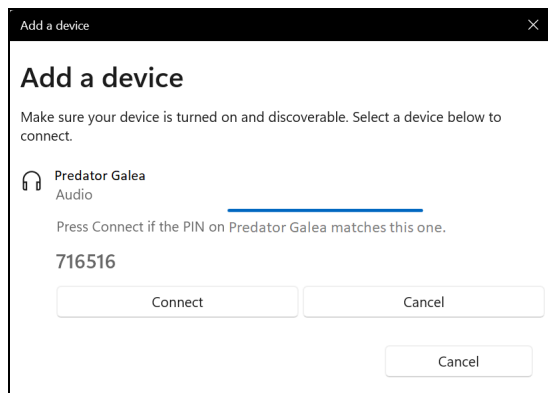 Add a device
Add a device
Make sure your device is turned on and discoverable. Select a device below to
connect.
Predator Galea
Audio
Press Connect if the PIN on Predator Galea matches this one.
716516
Connect Cancel
Cancel